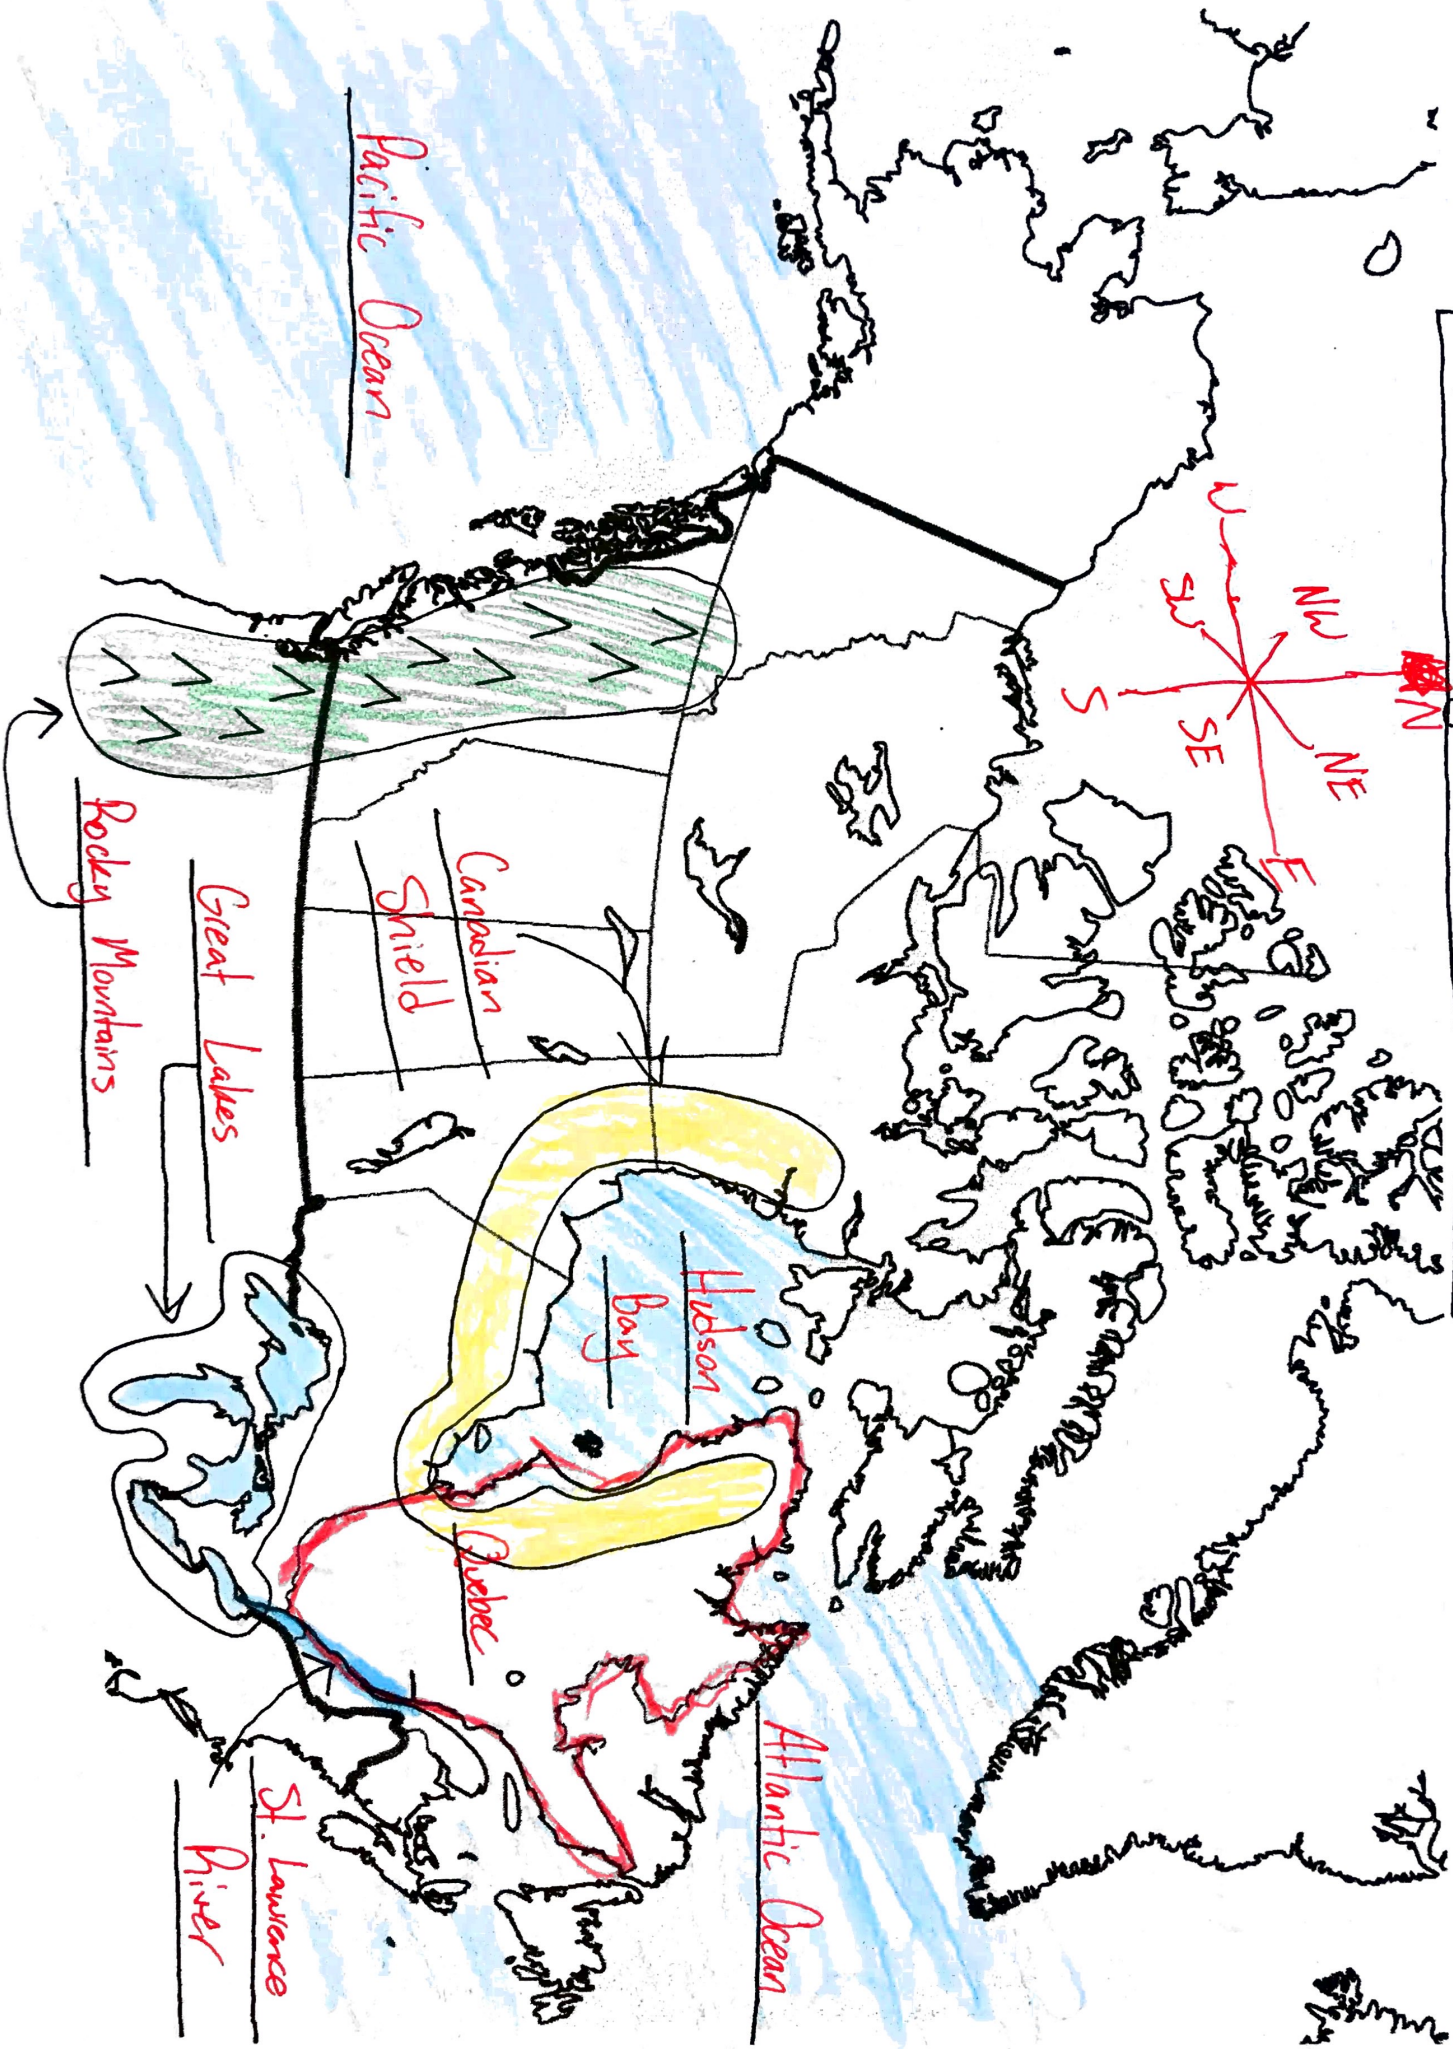 N
NW
NE
W
E
SW
SE
S
Pacific Ocean
Hudson
Bay
Atlantic Ocean
Canadian
Shield
Quebec
Great Lakes
Rocky Mountains
St. Lawrence
River